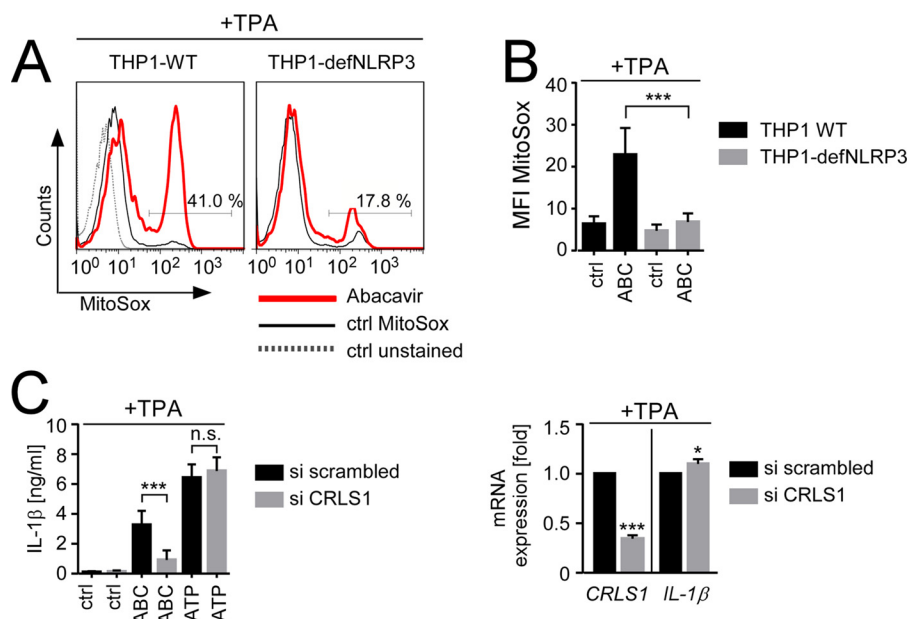 A
+TPA
THP1-WT
THP1-defNLRP3
Counts
41.0 %
17.8 %
10⁰ 10¹ 10² 10³
10⁰ 10¹ 10² 10³
MitoSox
Abacavir
ctrl MitoSox
ctrl unstained
B
+TPA
MFI MitoSox
40
30
20
10
0
***
ctrl
ABC
ctrl
ABC
THP1 WT
THP1-defNLRP3
C
+TPA
IL-1β [ng/ml]
10
8
6
4
2
0
***
n.s.
ctrl
ctrl
ABC
ABC
ATP
ATP
si scrambled
si CRLS1
+TPA
mRNA
expression [fold]
1.5
1.0
0.5
0.0
***
*
CRLS1
IL-1β
si scrambled
si CRLS1